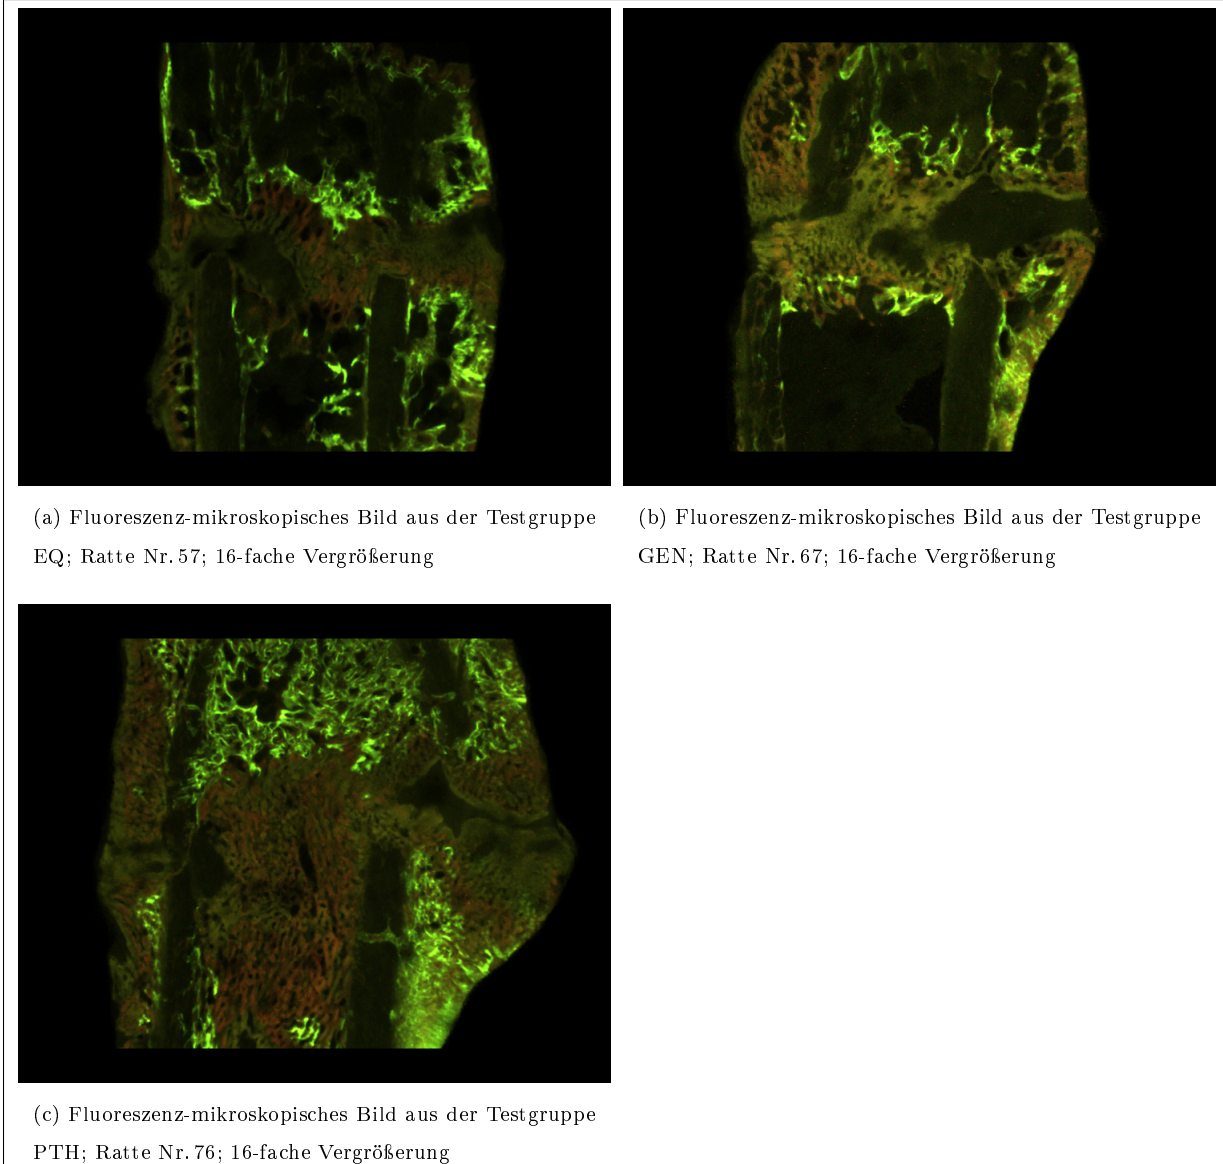 (a) Fluoreszenz-mikroskopisches Bild aus der Testgruppe
EQ; Ratte Nr. 57; 16-fache Vergrößerung
(b) Fluoreszenz-mikroskopisches Bild aus der Testgruppe
GEN; Ratte Nr. 67; 16-fache Vergrößerung
(c) Fluoreszenz-mikroskopisches Bild aus der Testgruppe
PTH; Ratte Nr. 76; 16-fache Vergrößerung